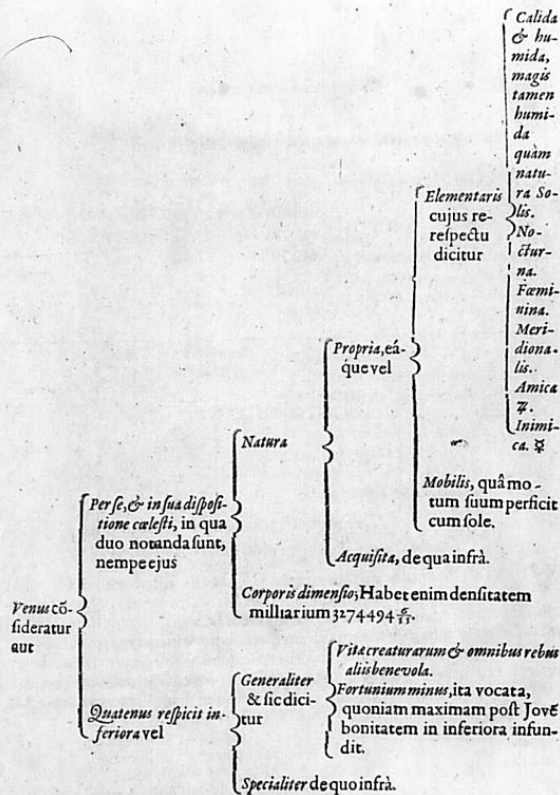 Venus cõ-
sideratur
aut
Per se, & in sua disposi-
tione cœlesti, in qua
duo notanda sunt,
nempe ejus
Natura
Propria, eá-
que vel
Elementaris
cujus re-
respectu
dicitur
Calida
& hu-
mida,
magis
tamen
humi-
da
quàm
natu-
ra So-
lis.
No-
ctur-
na.
Fœmi-
nina.
Meri-
diona-
lis.
Amica
♃.
Inimi-
ca. ☿
Mobilis, quâ mo-
tum suum perficit
cum sole.
Acquisita, de qua infrà.
Corporis dimensio; Habet enim densitatem
milliarium 3274494 6/11.
Quatenus respicit in-
feriora vel
Generaliter
& sic dici-
tur
Vitæ creaturarum & omnibus rebus
aliis benevola.
Fortunium minus, ita vocata,
quoniam maximam post Jovẽ
bonitatem in inferiora infun-
dit.
Specialiter de quo infrà.